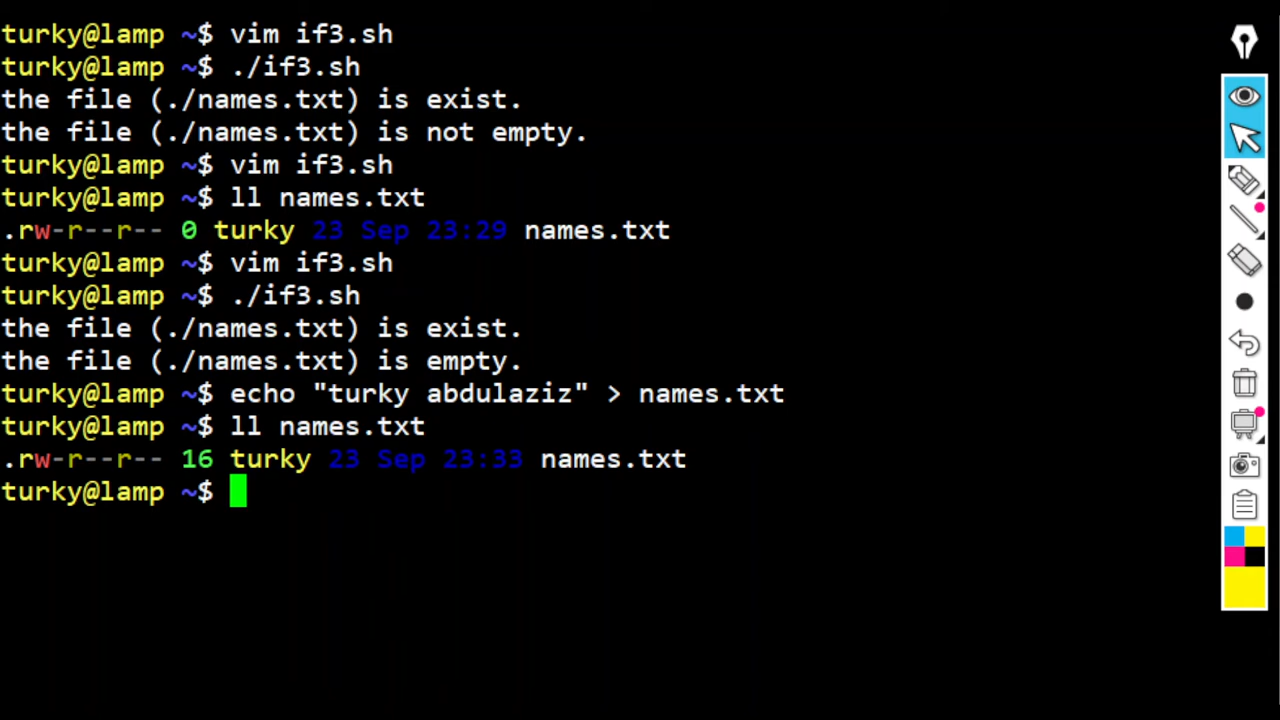 turky@lamp ~$ vim if3.sh
turky@lamp ~$ ./if3.sh
the file (./names.txt) is exist.
the file (./names.txt) is not empty.
turky@lamp ~$ vim if3.sh
turky@lamp ~$ ll names.txt
.rw-r--r-- 0 turky 23 Sep 23:29 names.txt
turky@lamp ~$ vim if3.sh
turky@lamp ~$ ./if3.sh
the file (./names.txt) is exist.
the file (./names.txt) is empty.
turky@lamp ~$ echo "turky abdulaziz" > names.txt
turky@lamp ~$ ll names.txt
.rw-r--r-- 16 turky 23 Sep 23:33 names.txt
turky@lamp ~$